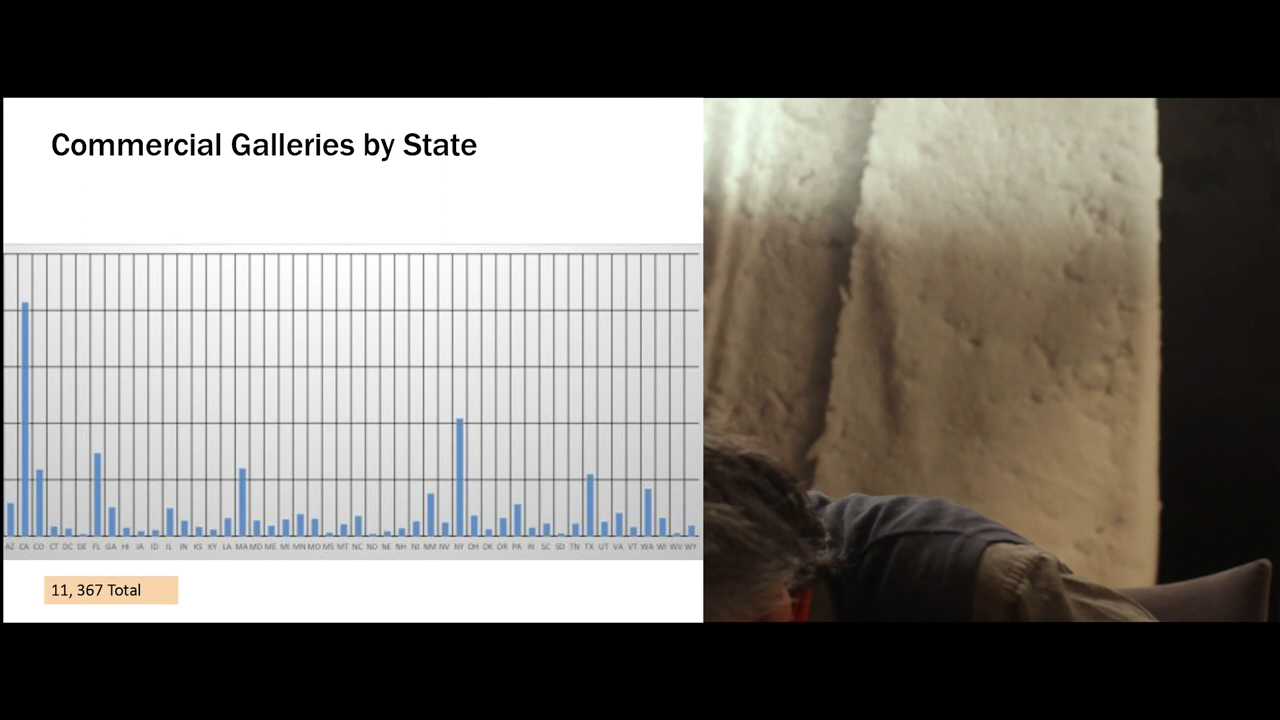 Commercial Galleries by State
AZ CA CO CT DC DE FL GA HI IA ID IL IN KS KY LA MA MD ME MI MN MO MS MT NC ND NE NH NJ NM NV NY OH OK OR PA RI SC SD TN TX UT VA VT WA WI WV WY
11, 367 Total